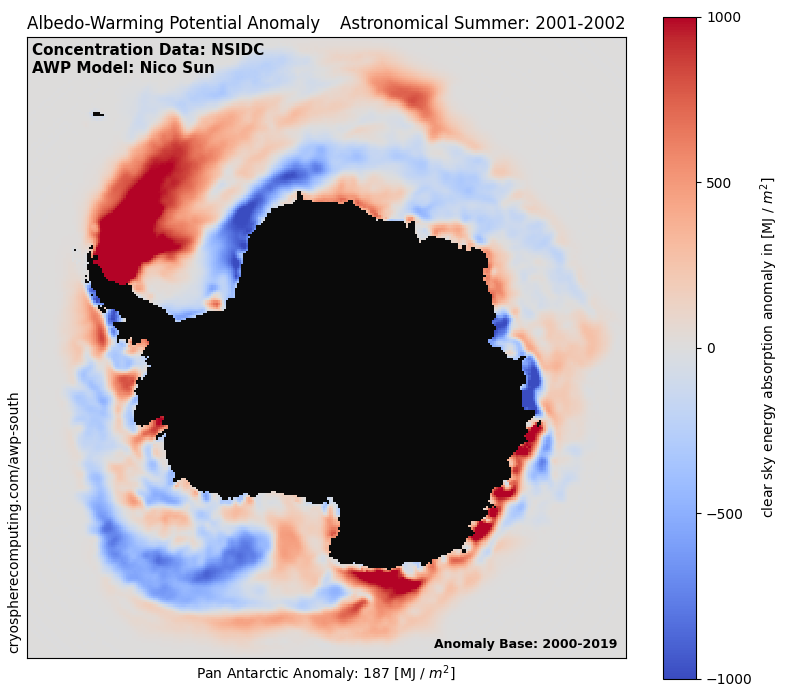 Albedo-Warming Potential Anomaly    Astronomical Summer: 2001-2002
Concentration Data: NSIDC
AWP Model: Nico Sun
cryospherecomputing.com/awp-south
Anomaly Base: 2000-2019
Pan Antarctic Anomaly: 187 [MJ / m²]
1000
500
0
−500
−1000
clear sky energy absorption anomaly in [MJ / m²]